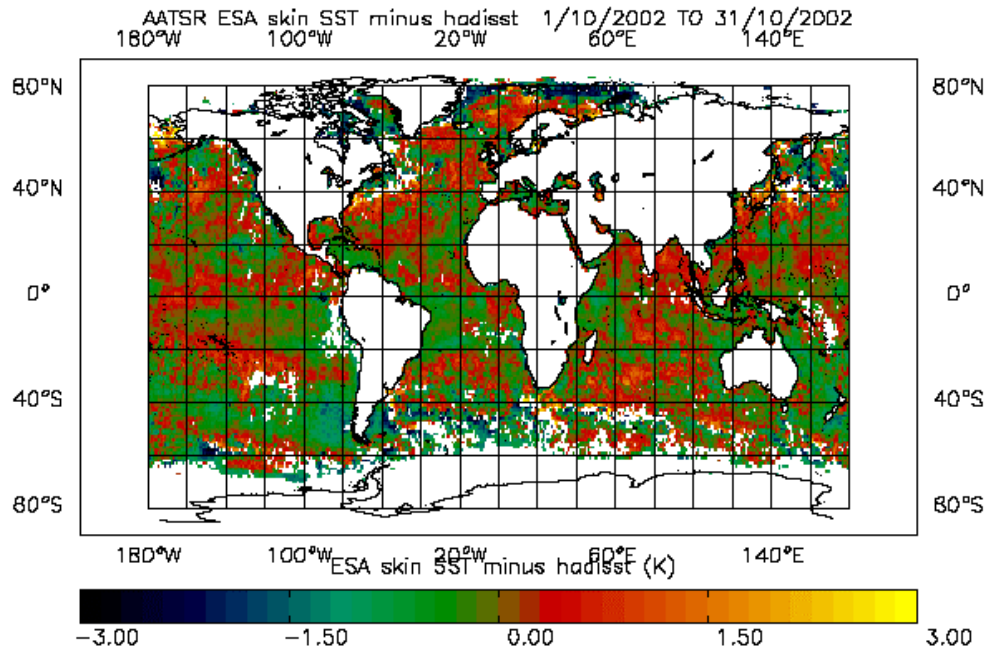 AATSR ESA skin SST minus hadisst 1/10/2002 TO 31/10/2002
180°W 100°W 20°W 60°E 140°E
80°N 80°N
40°N 40°N
0° 0°
40°S 40°S
80°S 80°S
180°W 100°W 20°W 60°E 140°E
ESA skin SST minus hadisst (K)
−3.00 −1.50 0.00 1.50 3.00